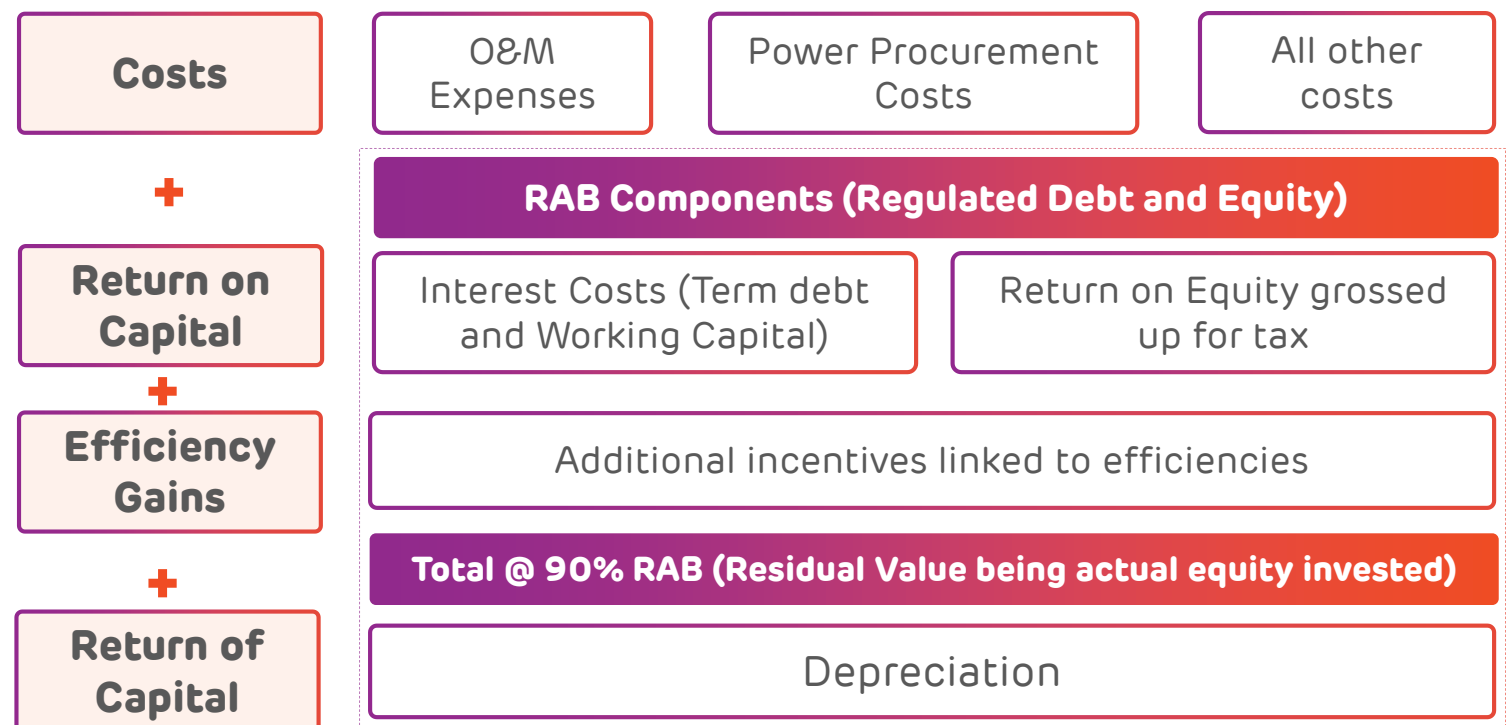 Costs
O&M
Expenses
Power Procurement
Costs
All other
costs
+
RAB Components (Regulated Debt and Equity)
Return on
Capital
Interest Costs (Term debt
and Working Capital)
Return on Equity grossed
up for tax
+
Efficiency
Gains
Additional incentives linked to efficiencies
Total @ 90% RAB (Residual Value being actual equity invested)
+
Return of
Capital
Depreciation